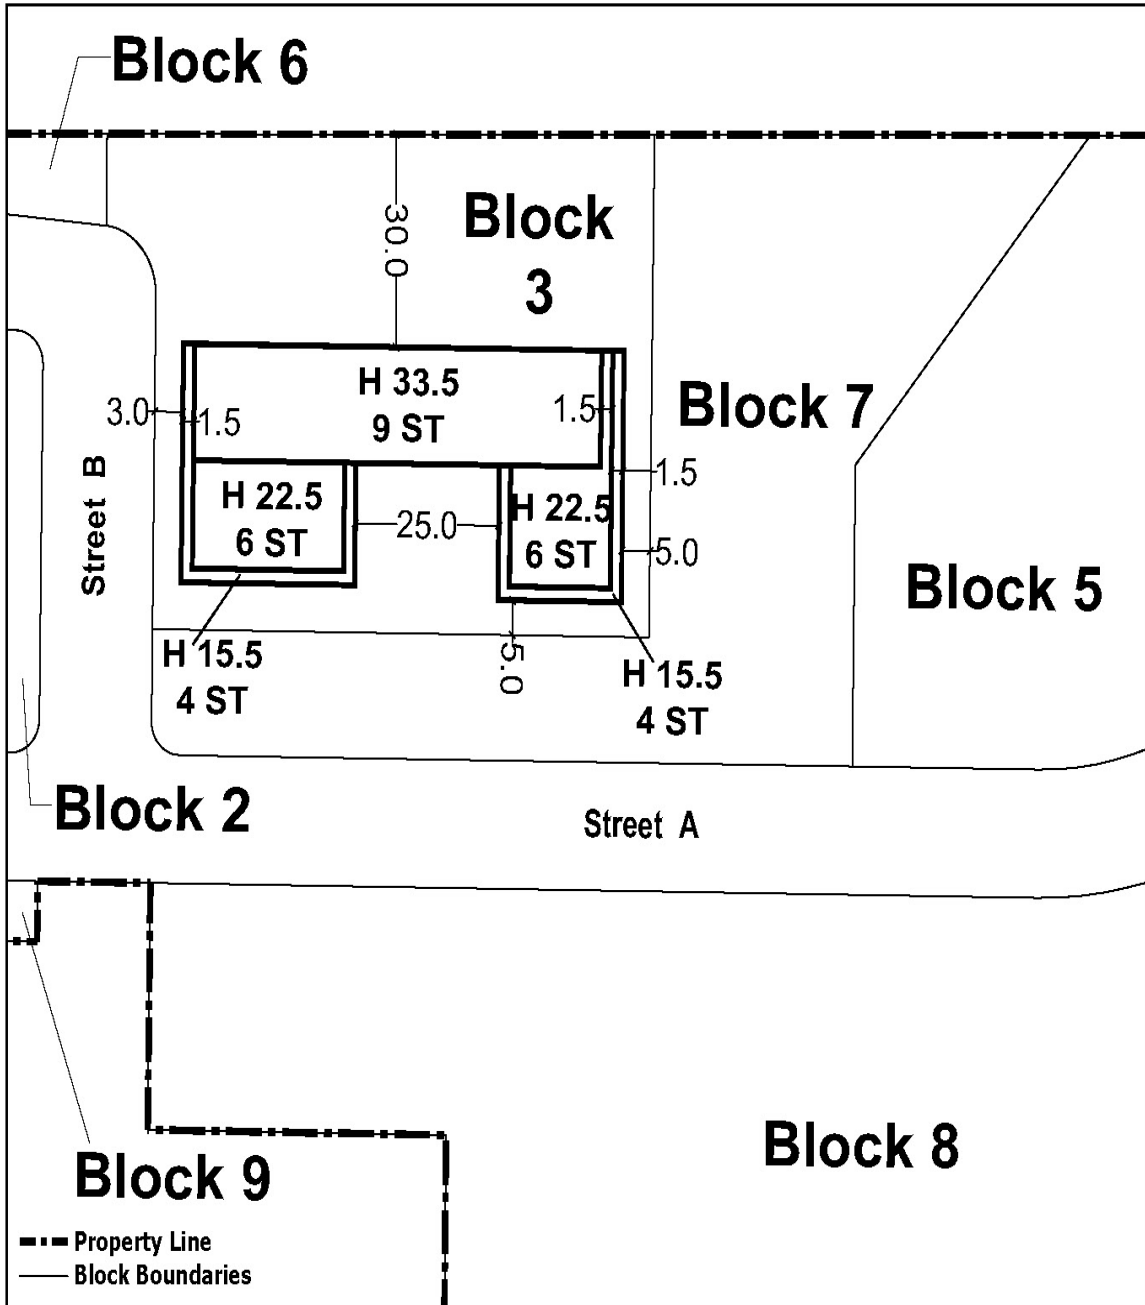 Block 6
30.0
Block
3
H 33.5
9 ST
3.0
1.5
1.5
Block 7
1.5
H 22.5
6 ST
25.0
H 22.5
6 ST
5.0
Street B
Block 5
H 15.5
4 ST
5.0
H 15.5
4 ST
Block 2
Street A
Block 9
Block 8
Property Line
Block Boundaries